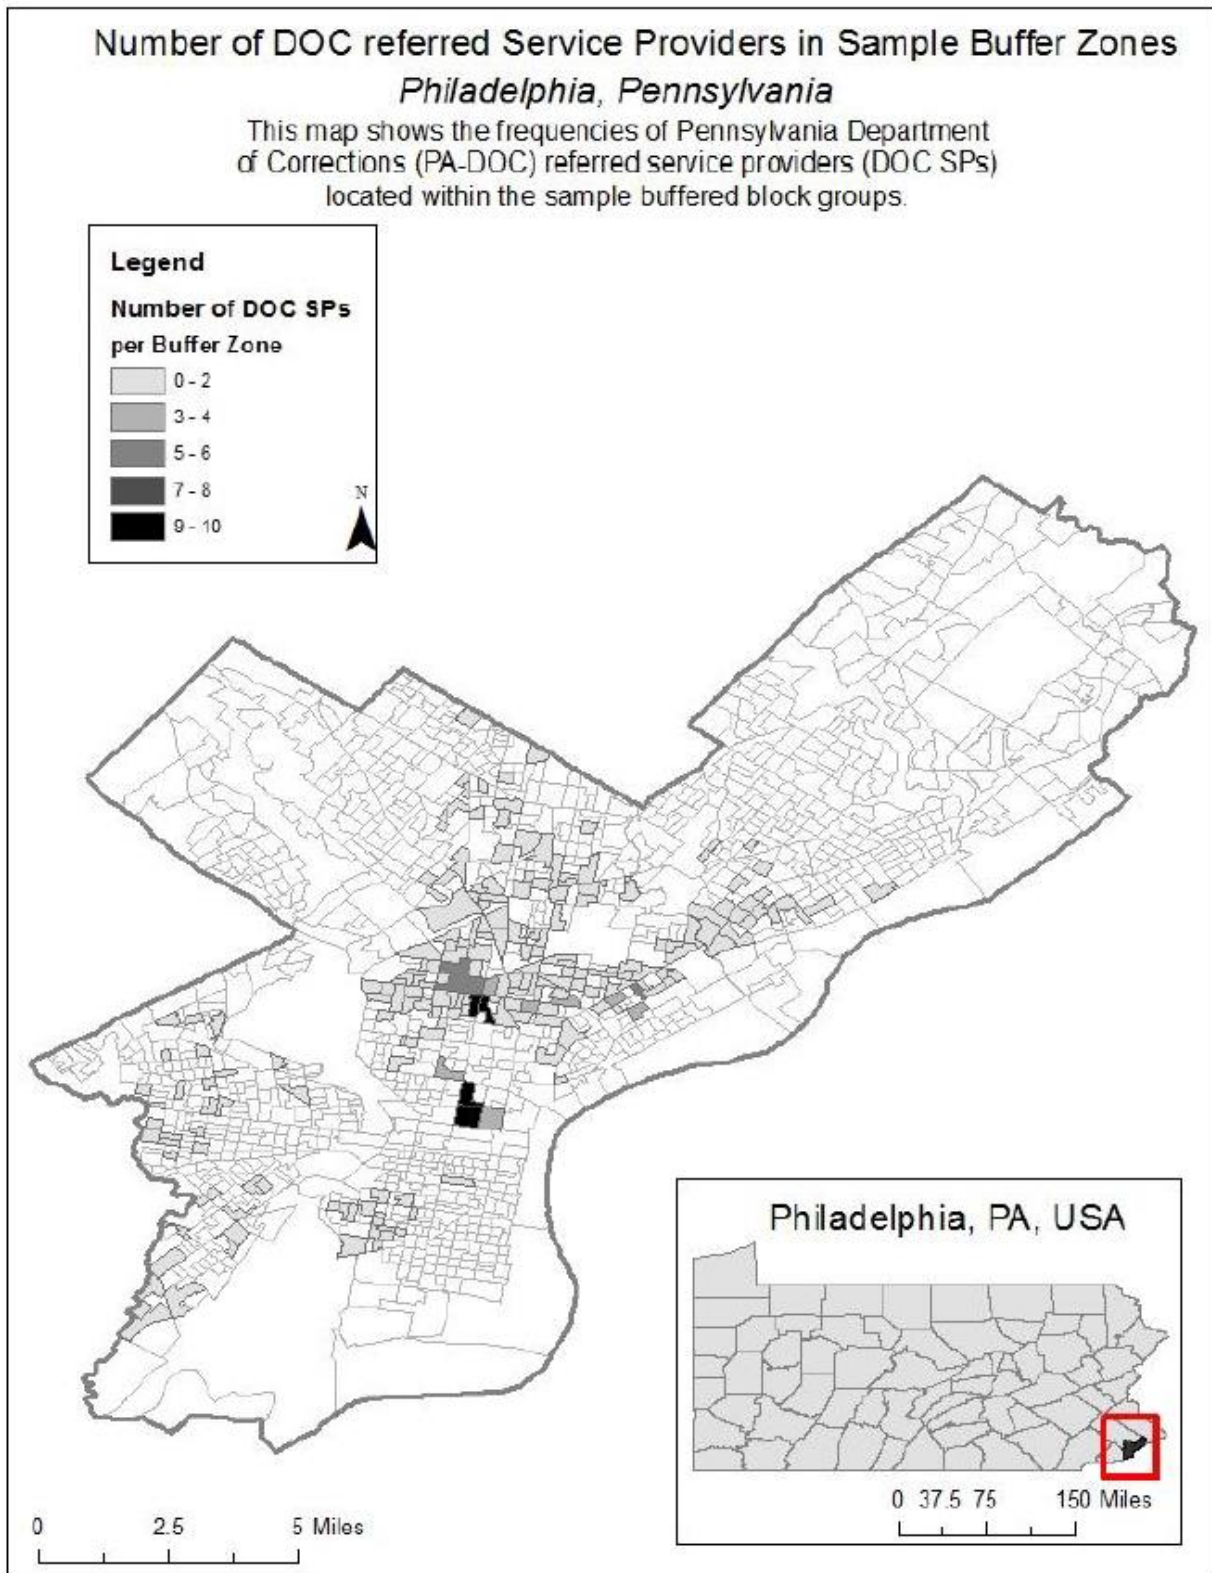 Number of DOC referred Service Providers in Sample Buffer Zones
Philadelphia, Pennsylvania
This map shows the frequencies of Pennsylvania Department
of Corrections (PA-DOC) referred service providers (DOC SPs)
located within the sample buffered block groups.
Legend
Number of DOC SPs
per Buffer Zone
0 - 2
3 - 4
5 - 6
7 - 8
9 - 10
N
Philadelphia, PA, USA
0 37.5 75 150 Miles
0 2.5 5 Miles